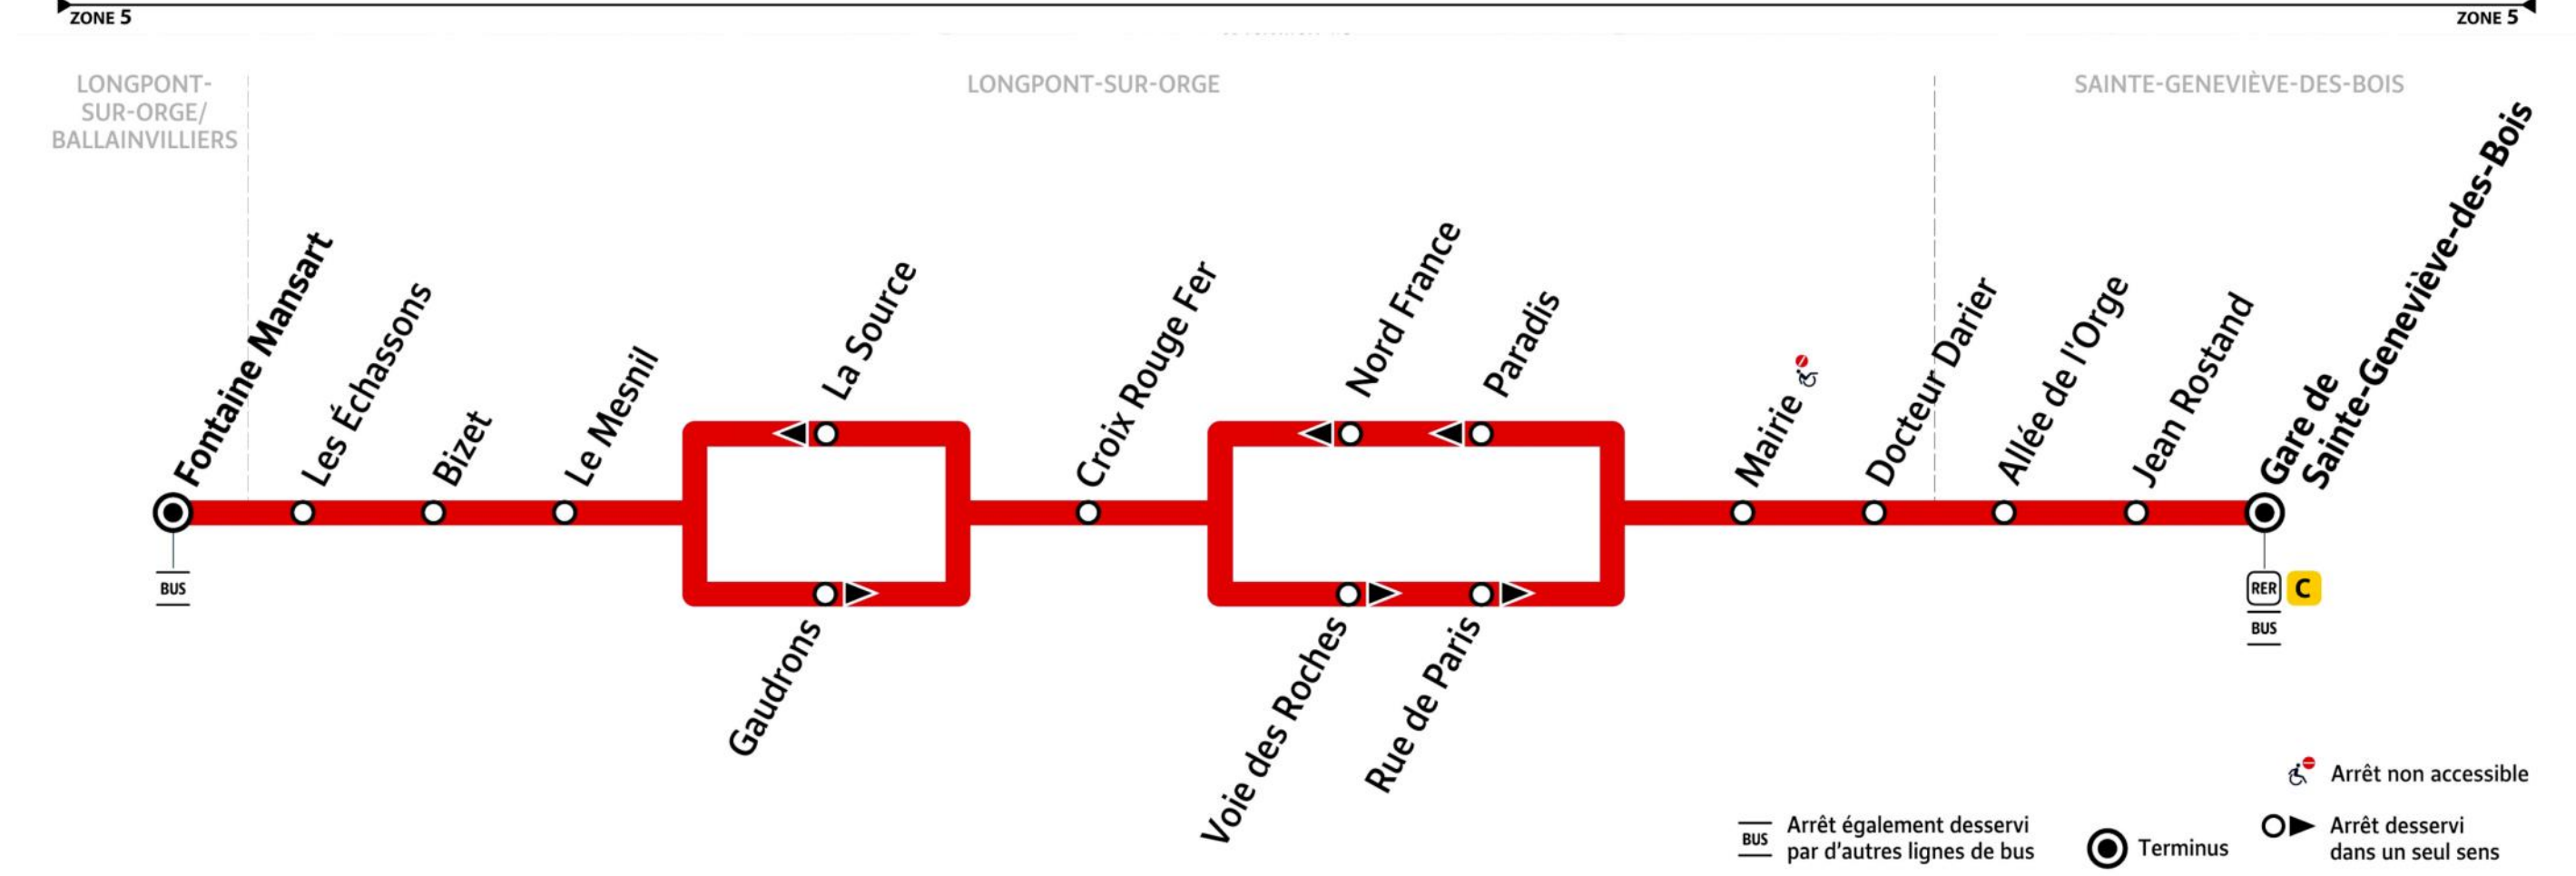 ZONE 5
ZONE 5
LONGPONT-
SUR-ORGE/
BALLAINVILLIERS
LONGPONT-SUR-ORGE
SAINTE-GENEVIÈVE-DES-BOIS
Fontaine Mansart
Les Échassons
Bizet
Le Mesnil
La Source
Gaudrons
Croix Rouge Fer
Nord France
Paradis
Voie des Roches
Rue de Paris
Mairie
Docteur Darier
Allée de l'Orge
Jean Rostand
Gare de
Sainte-Geneviève-des-Bois
BUS
RER C
BUS
Arrêt non accessible
BUS
Arrêt également desservi
par d'autres lignes de bus
Terminus
Arrêt desservi
dans un seul sens